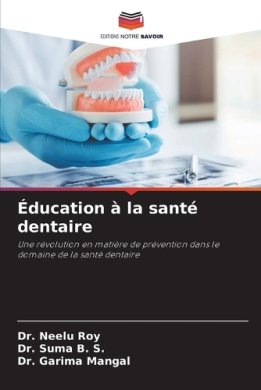 EDITIONS NOTRE SAVOIR
Éducation à la santé
dentaire
Une révolution en matière de prévention dans le
domaine de la santé dentaire
Dr. Neelu Roy
Dr. Suma B. S.
Dr. Garima Mangal